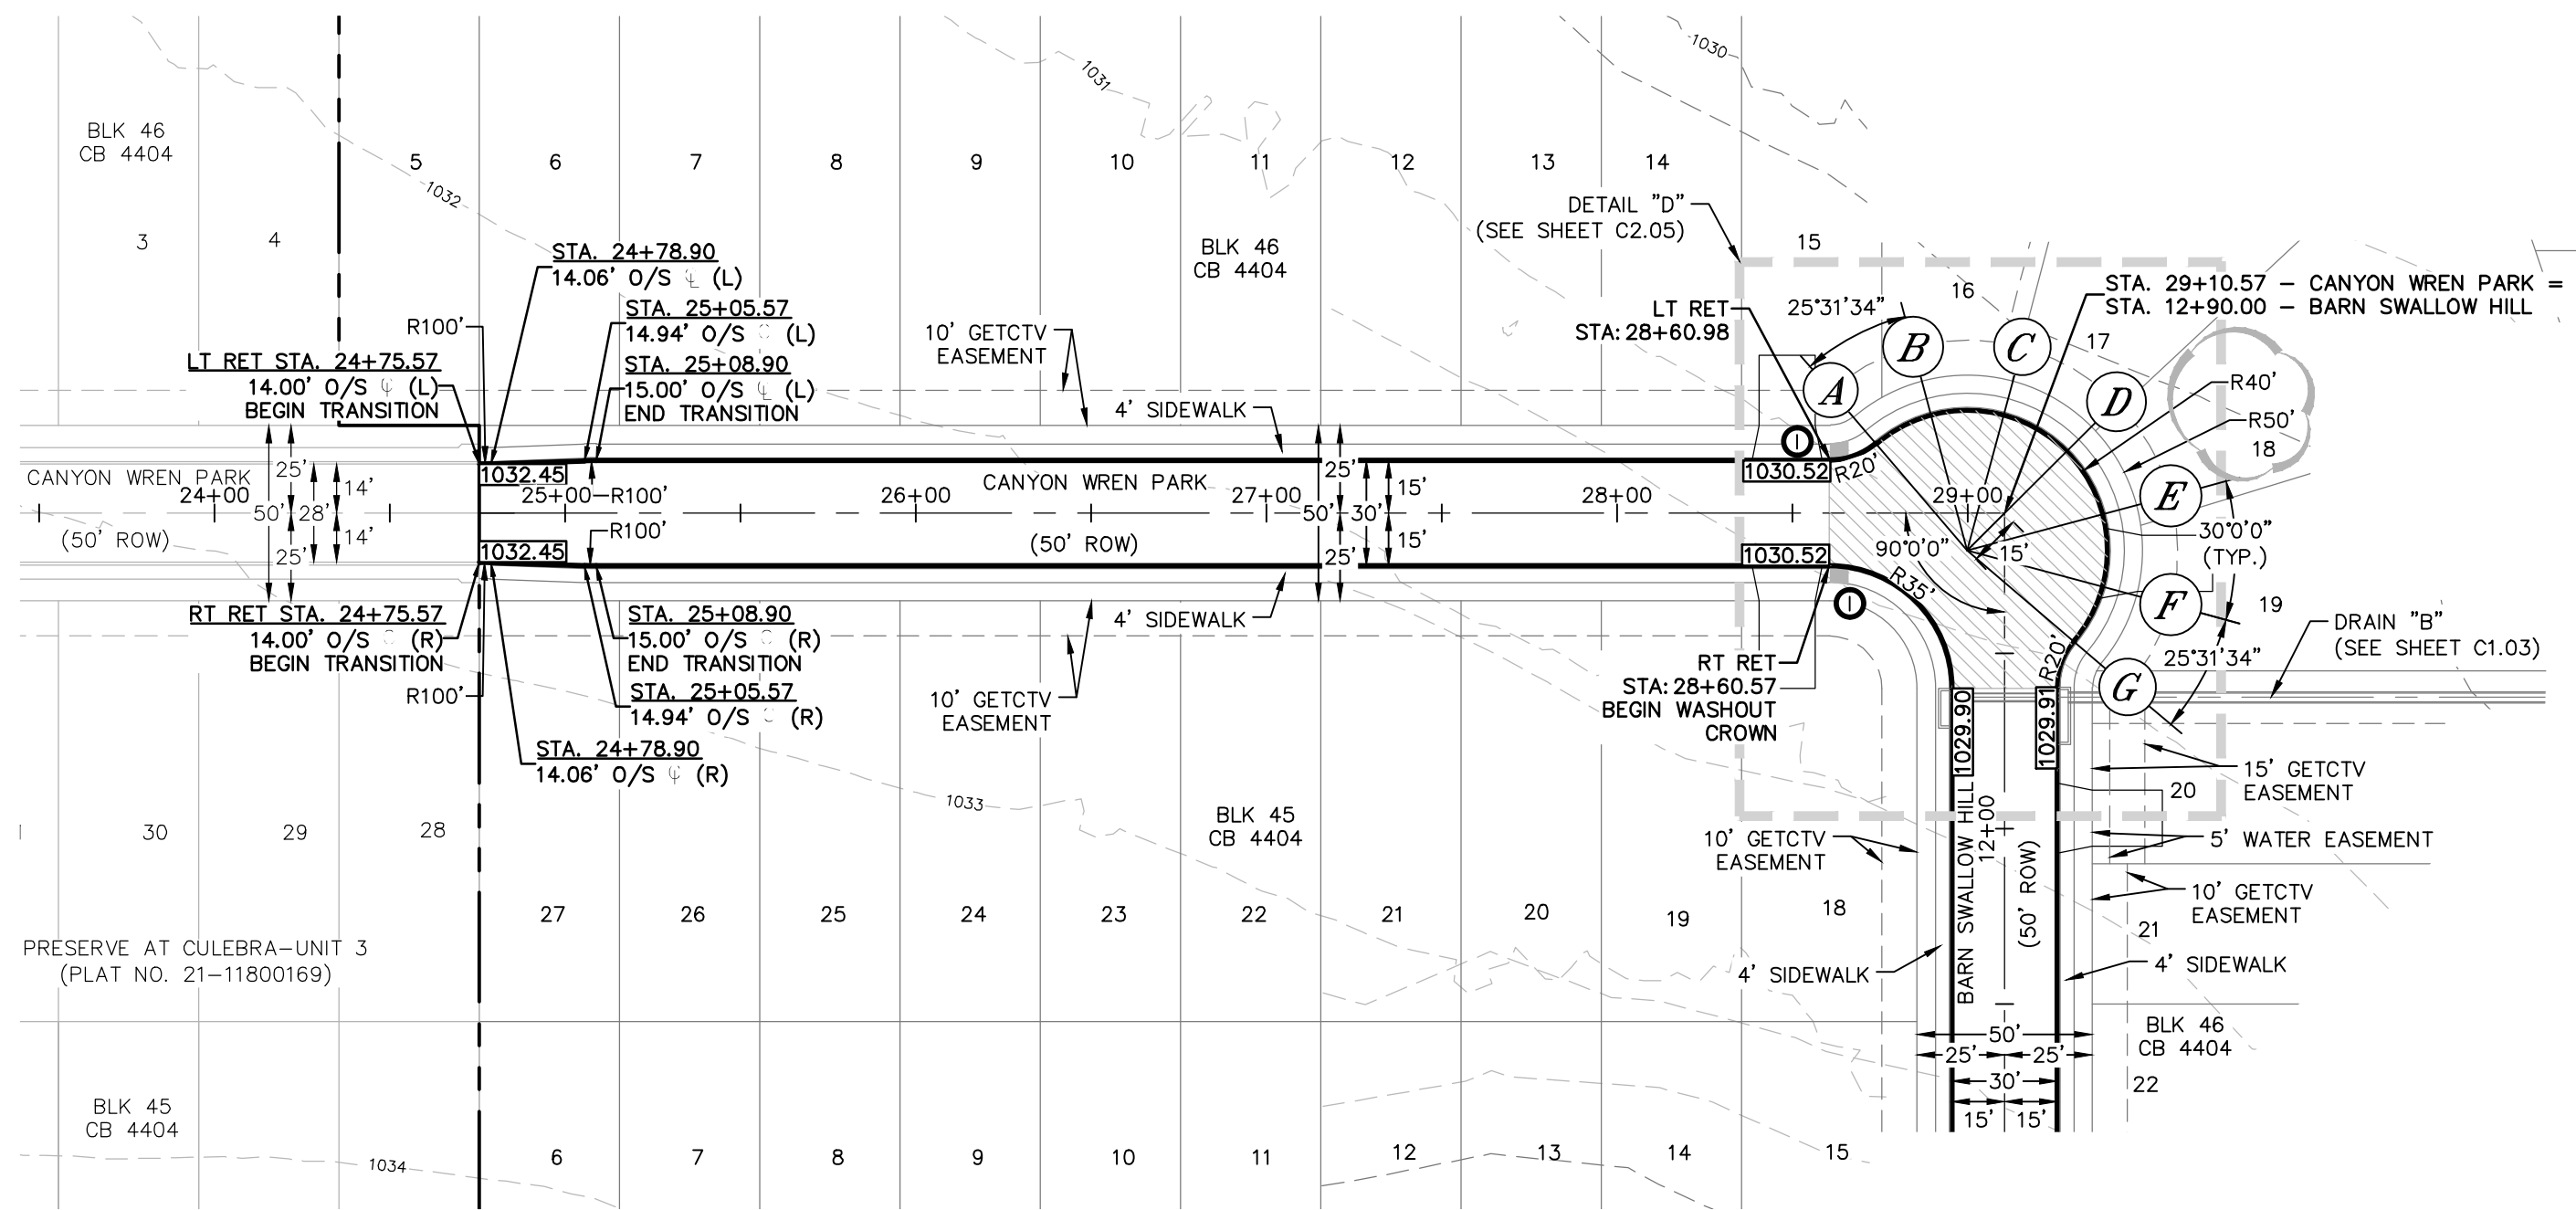 BLK 46
CB 4404
3
4
5
6
7
8
9
10
11
12
13
14
15
16
17
18
19
20
21
22
1030
1031
1032
1033
1034
BLK 46
CB 4404
DETAIL "D"
(SEE SHEET C2.05)
STA. 24+78.90
14.06' O/S ℄ (L)
STA. 25+05.57
14.94' O/S (L)
STA. 25+08.90
15.00' O/S ℄ (L)
END TRANSITION
R100'
LT RET STA. 24+75.57
14.00' O/S ℄ (L)
BEGIN TRANSITION
10' GETCTV
EASEMENT
4' SIDEWALK
LT RET
STA: 28+60.98
25°31'34"
A
B
C
D
E
F
G
STA. 29+10.57 – CANYON WREN PARK =
STA. 12+90.00 – BARN SWALLOW HILL
R40'
R50'
CANYON WREN PARK
24+00
(50' ROW)
25'
25'
50'
28'
14'
14'
1032.45
1032.45
25+00
R100'
R100'
26+00
CANYON WREN PARK
(50' ROW)
27+00
25'
25'
50'
30'
15'
15'
28+00
1030.52
1030.52
I
I
R20'
R35'
R20'
29+00
90°0'0"
15'
30°0'0"
(TYP.)
25°31'34"
DRAIN "B"
(SEE SHEET C1.03)
RT RET STA. 24+75.57
14.00' O/S (R)
BEGIN TRANSITION
R100'
STA. 25+08.90
15.00' O/S (R)
END TRANSITION
STA. 25+05.57
14.94' O/S (R)
STA. 24+78.90
14.06' O/S ℄ (R)
10' GETCTV
EASEMENT
4' SIDEWALK
RT RET
STA: 28+60.57
BEGIN WASHOUT
CROWN
1029.90
1029.91
15' GETCTV
EASEMENT
5' WATER EASEMENT
10' GETCTV
EASEMENT
10' GETCTV
EASEMENT
4' SIDEWALK
4' SIDEWALK
BARN SWALLOW HILL
12+00
(50' ROW)
50'
25'
25'
30'
15'
15'
BLK 46
CB 4404
BLK 45
CB 4404
30
29
28
27
26
25
24
23
22
21
20
19
18
PRESERVE AT CULEBRA–UNIT 3
(PLAT NO. 21–11800169)
BLK 45
CB 4404
6
7
8
9
10
11
12
13
14
15